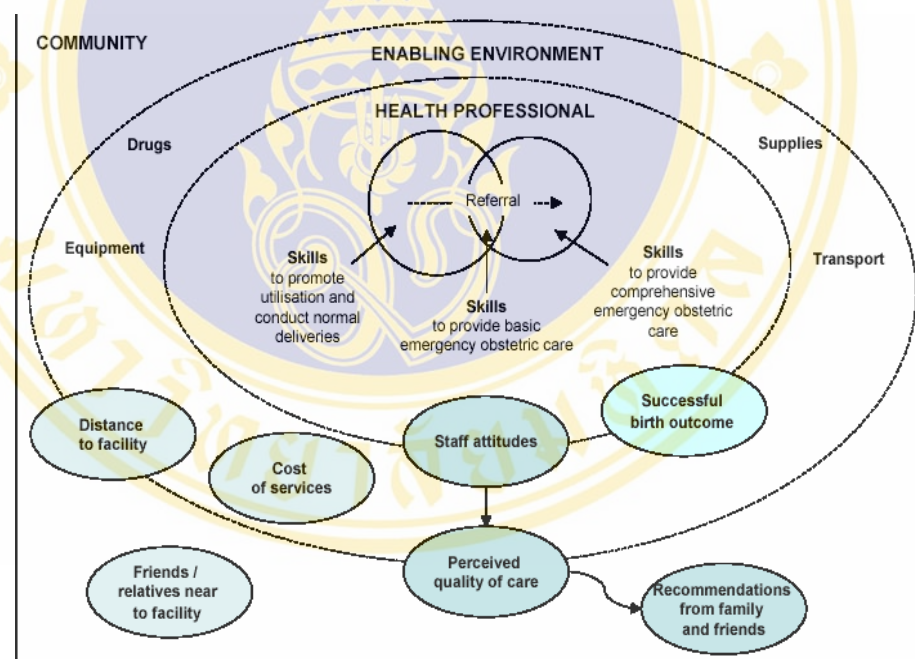 COMMUNITY
ENABLING ENVIRONMENT
HEALTH PROFESSIONAL
Drugs
Supplies
Referral
Equipment
Transport
Skills
to promote
utilisation and
conduct normal
deliveries
Skills
to provide basic
emergency obstetric care
Skills
to provide
comprehensive
emergency obstetric
care
Distance
to facility
Cost
of services
Staff attitudes
Successful
birth outcome
Friends /
relatives near
to facility
Perceived
quality of care
Recommendations
from family
and friends